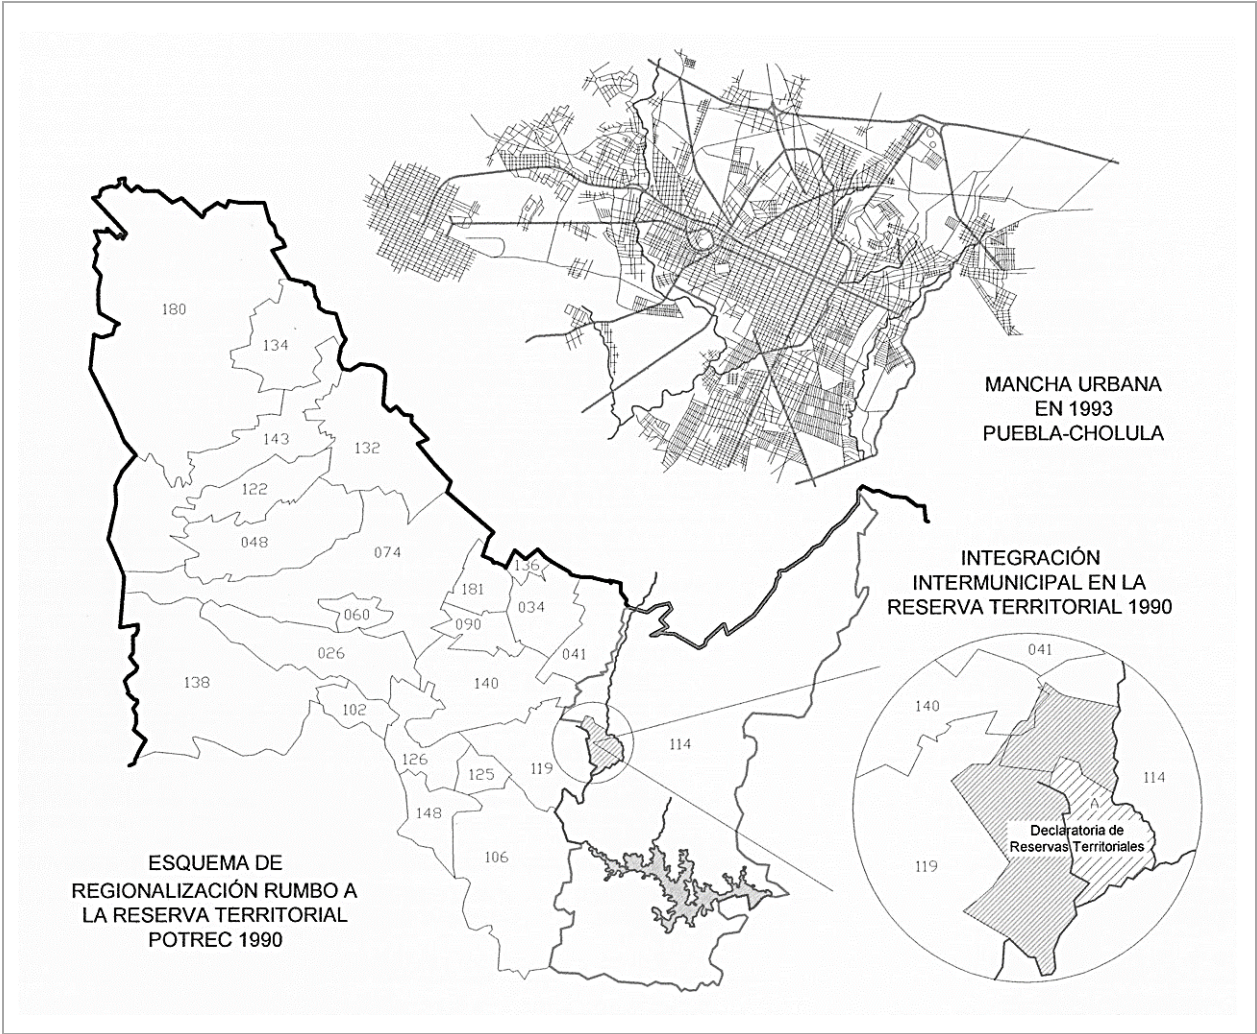 180
134
143
132
122
048
074
136
181
034
060
090
026
041
138
140
102
126
125
119
114
148
106
MANCHA URBANA
EN 1993
PUEBLA-CHOLULA
INTEGRACIÓN
INTERMUNICIPAL EN LA
RESERVA TERRITORIAL 1990
041
140
114
A
Declaratoria de
Reservas Territoriales
119
ESQUEMA DE
REGIONALIZACIÓN RUMBO A
LA RESERVA TERRITORIAL
POTREC 1990